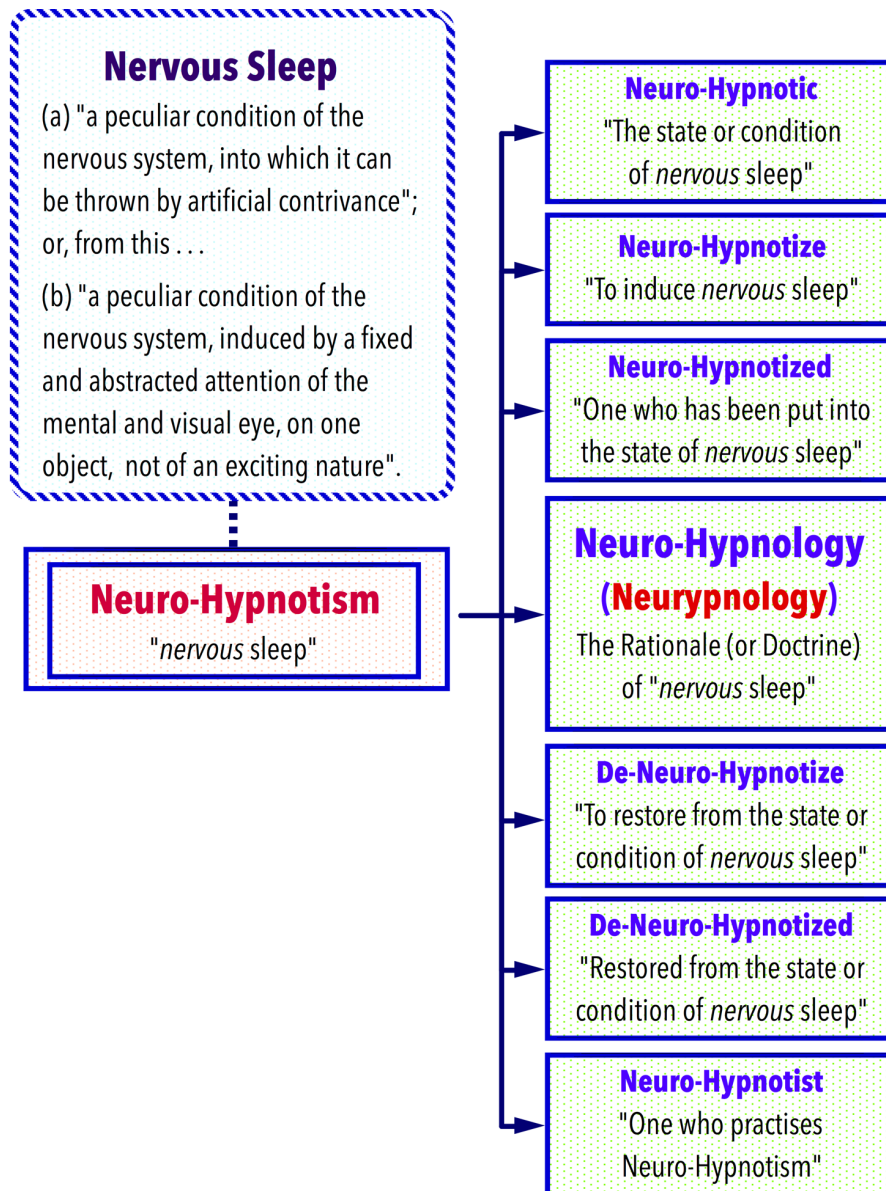 Nervous Sleep
(a) "a peculiar condition of the
nervous system, into which it can
be thrown by artificial contrivance";
or, from this ...
(b) "a peculiar condition of the
nervous system, induced by a fixed
and abstracted attention of the
mental and visual eye, on one
object, not of an exciting nature".
Neuro-Hypnotism
"nervous sleep"
Neuro-Hypnotic
"The state or condition
of nervous sleep"
Neuro-Hypnotize
"To induce nervous sleep"
Neuro-Hypnotized
"One who has been put into
the state of nervous sleep"
Neuro-Hypnology
(Neurypnology)
The Rationale (or Doctrine)
of "nervous sleep"
De-Neuro-Hypnotize
"To restore from the state or
condition of nervous sleep"
De-Neuro-Hypnotized
"Restored from the state or
condition of nervous sleep"
Neuro-Hypnotist
"One who practises
Neuro-Hypnotism"